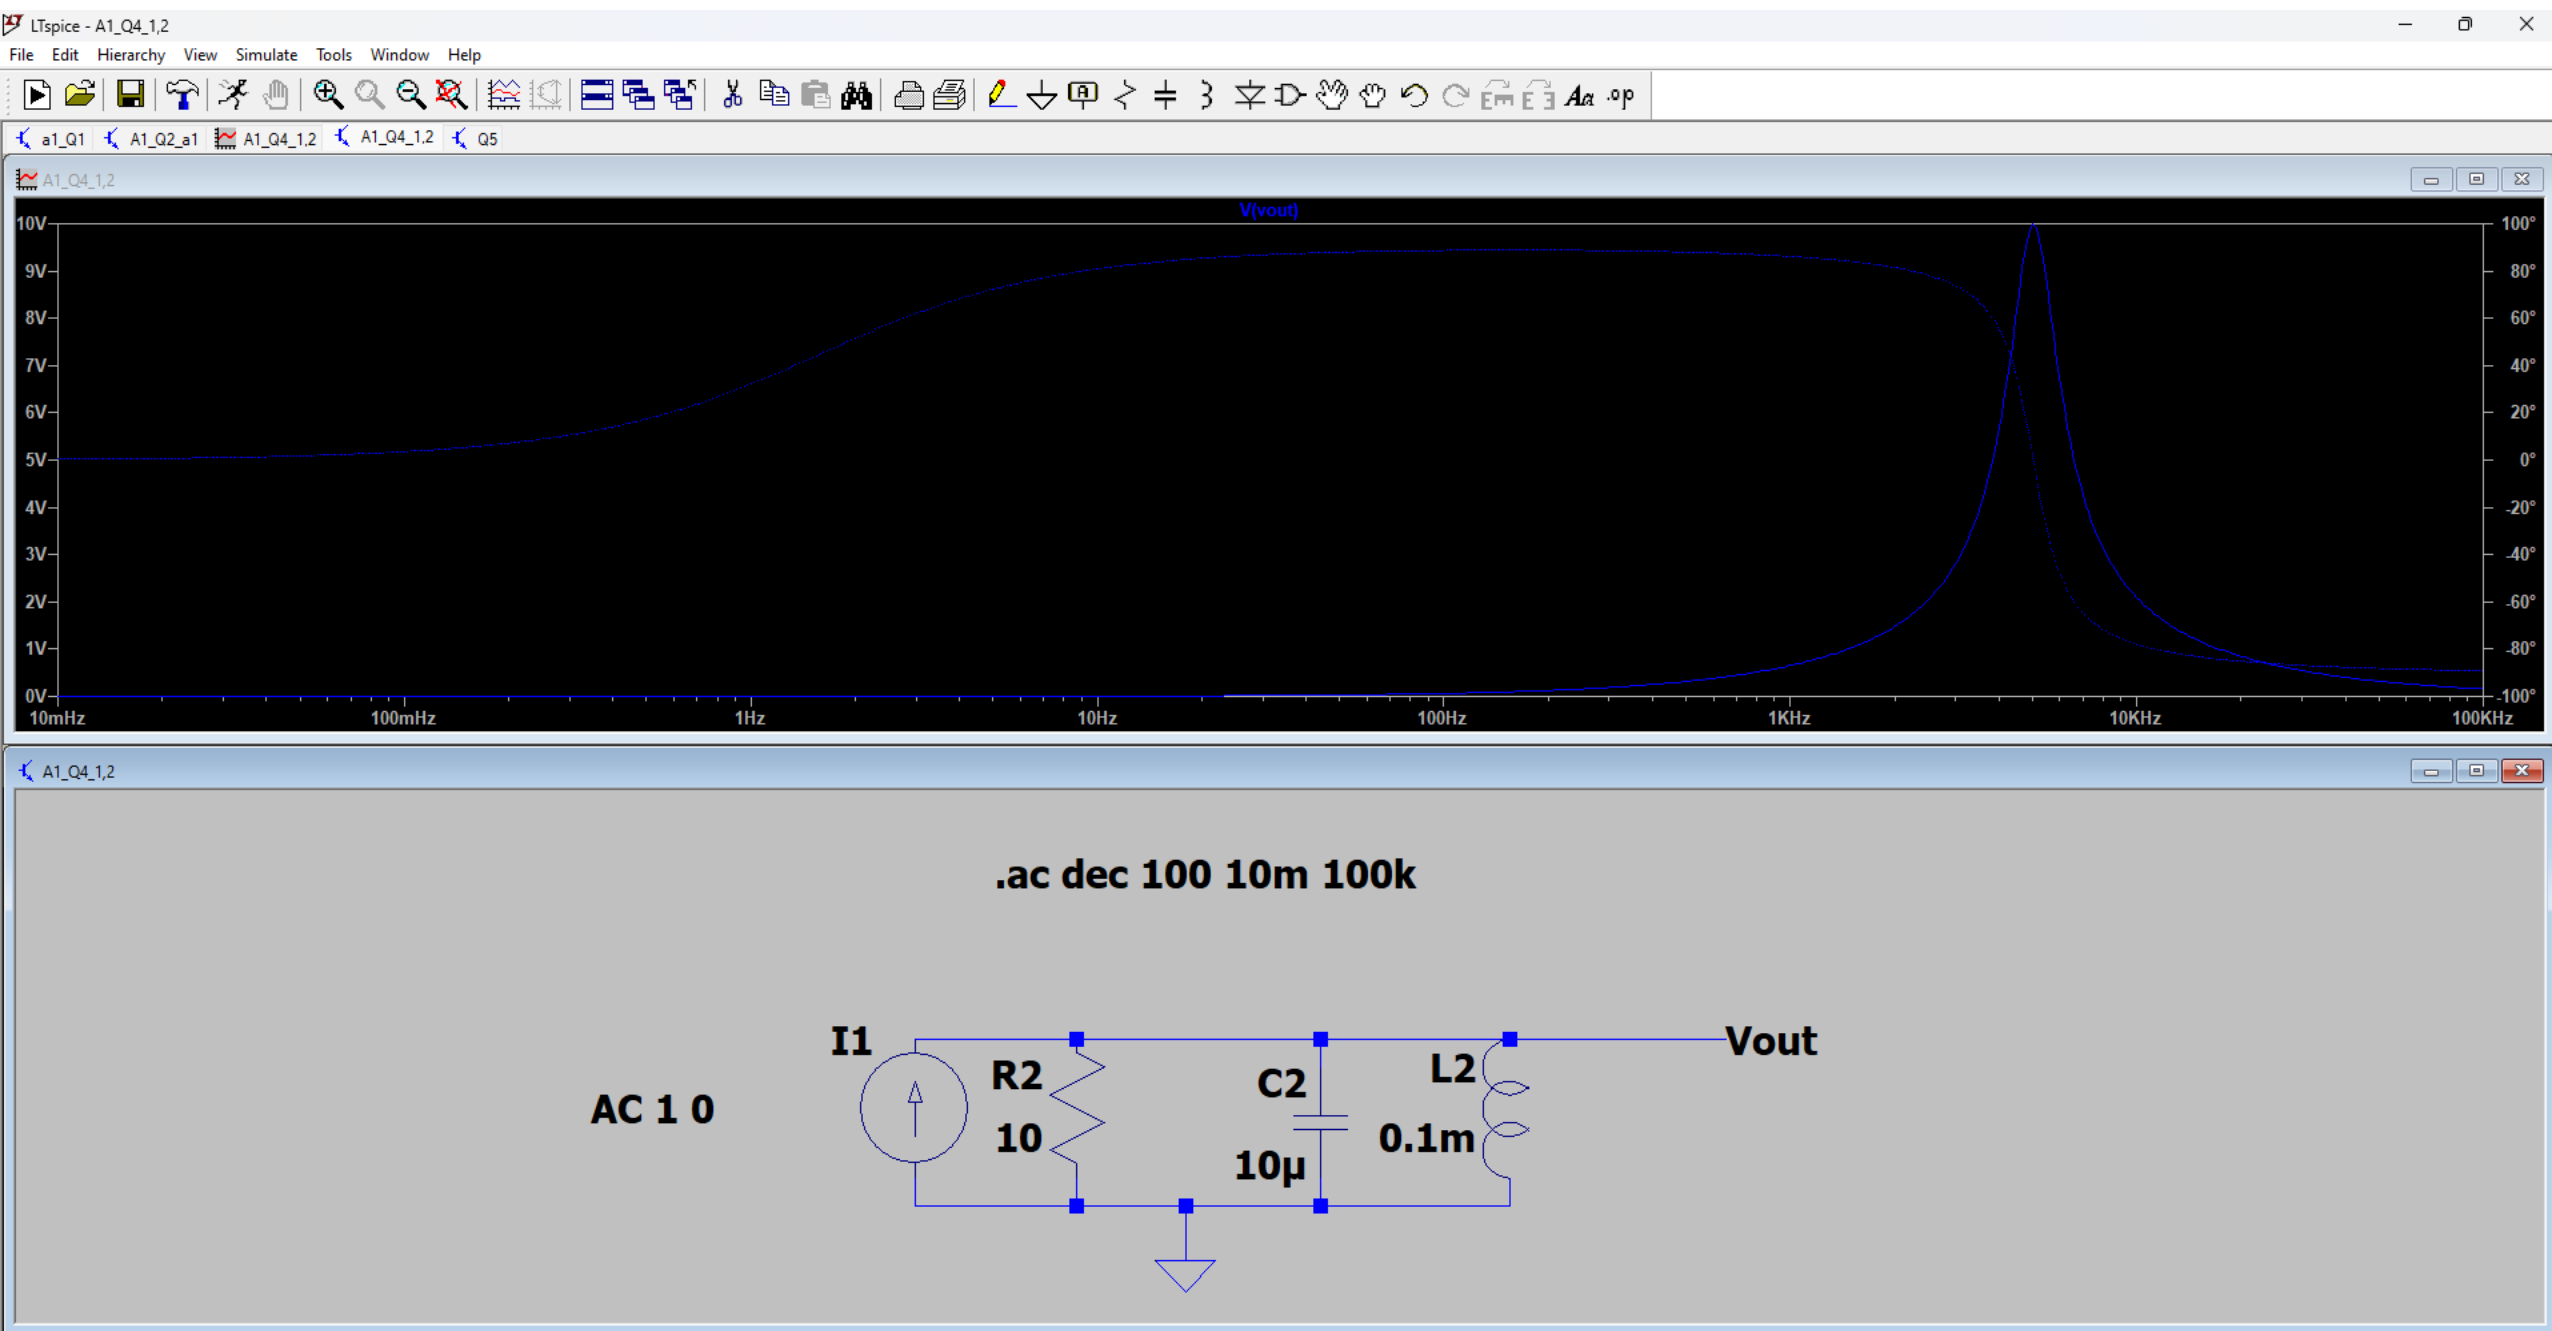 LTspice - A1_Q4_1,2
File Edit Hierarchy View Simulate Tools Window Help
A Aa .op
a1_Q1 A1_Q2_a1 A1_Q4_1,2 A1_Q4_1,2 Q5
A1_Q4_1,2
V(vout)
10V 100°
9V 80°
8V 60°
7V 40°
6V 20°
5V 0°
4V -20°
3V -40°
2V -60°
1V -80°
0V -100°
10mHz 100mHz 1Hz 10Hz 100Hz 1KHz 10KHz 100KHz
A1_Q4_1,2
.ac dec 100 10m 100k
I1
AC 1 0
R2
10
C2
10µ
L2
0.1m
Vout